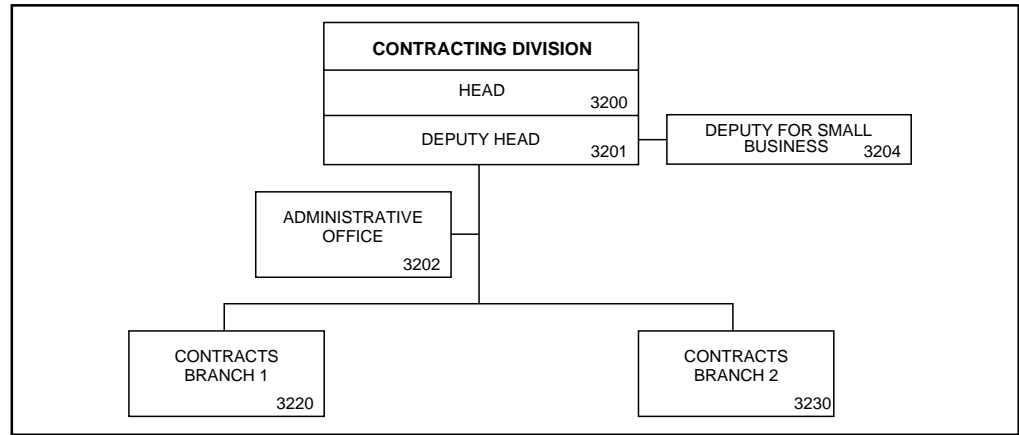 CONTRACTING DIVISION
HEAD
3200
DEPUTY HEAD
3201
DEPUTY FOR SMALL
BUSINESS 3204
ADMINISTRATIVE
OFFICE
3202
CONTRACTS
BRANCH 1
3220
CONTRACTS
BRANCH 2
3230